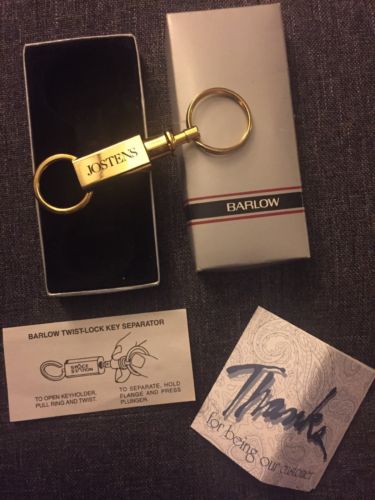 JOSTENS
BARLOW
BARLOW TWIST-LOCK KEY SEPARATOR
TO OPEN KEYHOLDER,
PULL RING AND TWIST.
TO SEPARATE, HOLD
FLANGE AND PRESS
PLUNGER.
Thanks
for being our customer